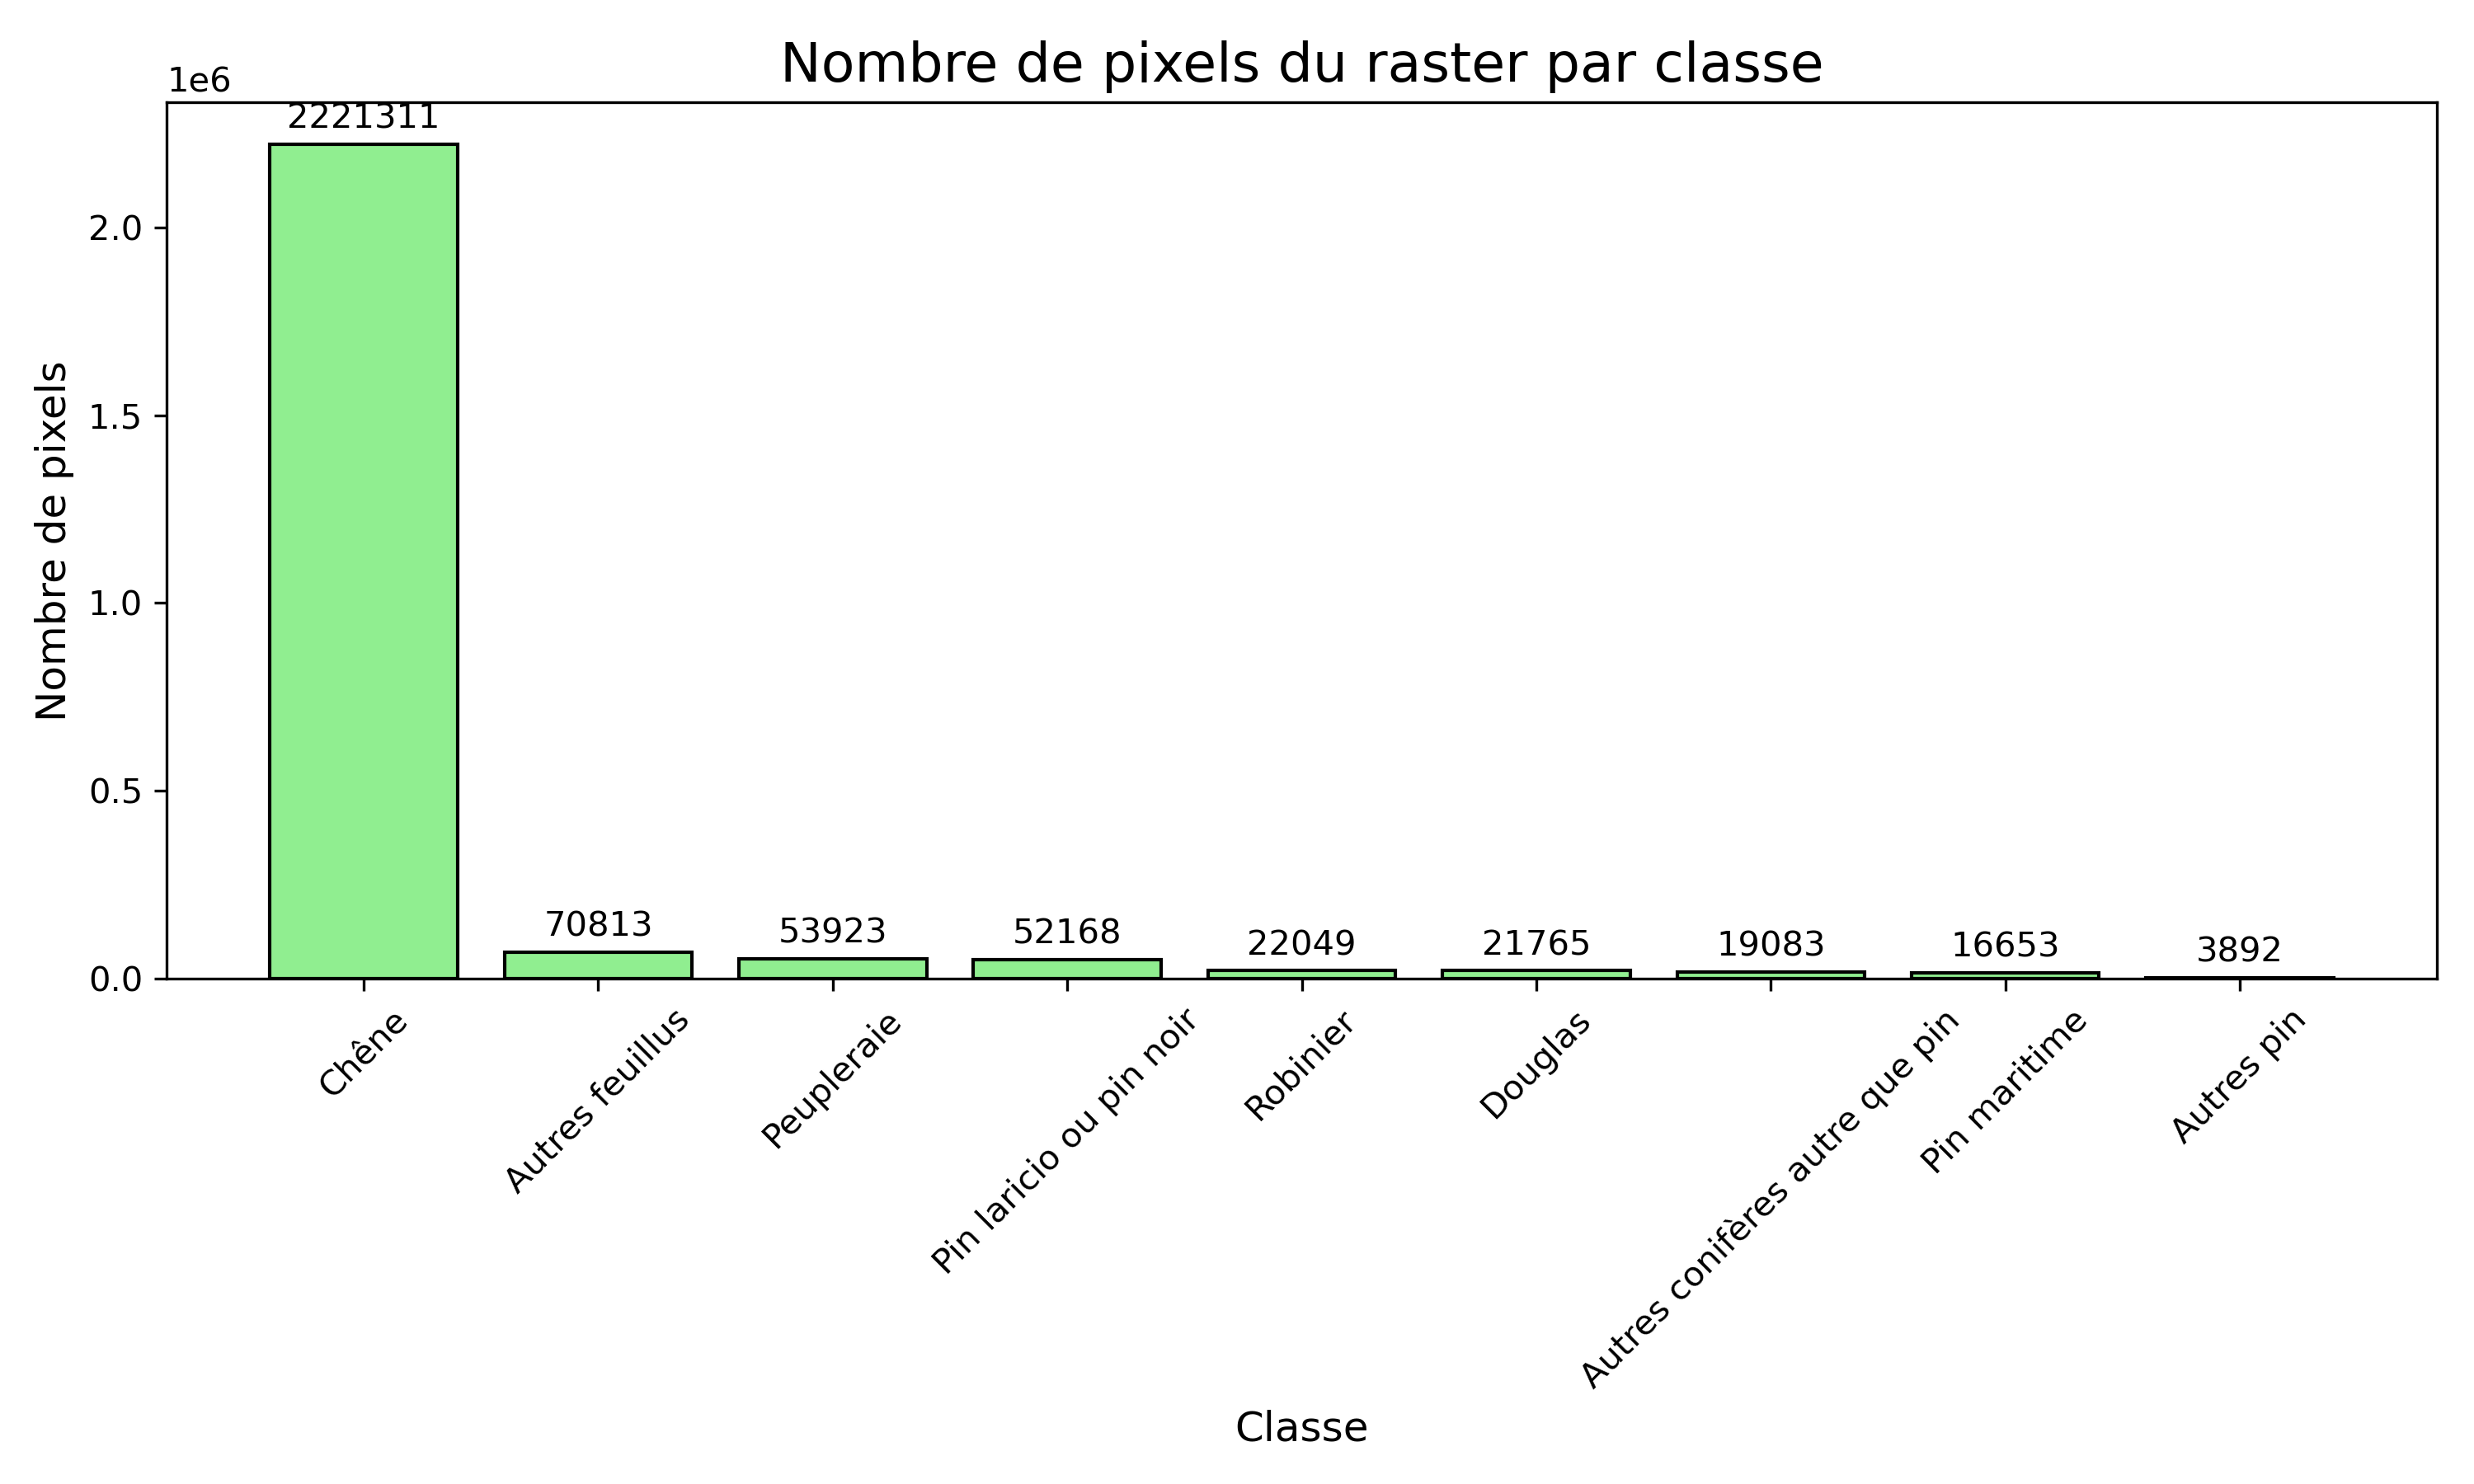 Nombre de pixels du raster par classe
1e6
2221311
2.0
1.5
1.0
0.5
0.0
Nombre de pixels
70813
53923
52168
22049
21765
19083
16653
3892
Chêne
Autres feuillus
Peupleraie
Pin laricio ou pin noir
Robinier
Douglas
Autres conifères autre que pin
Pin maritime
Autres pin
Classe